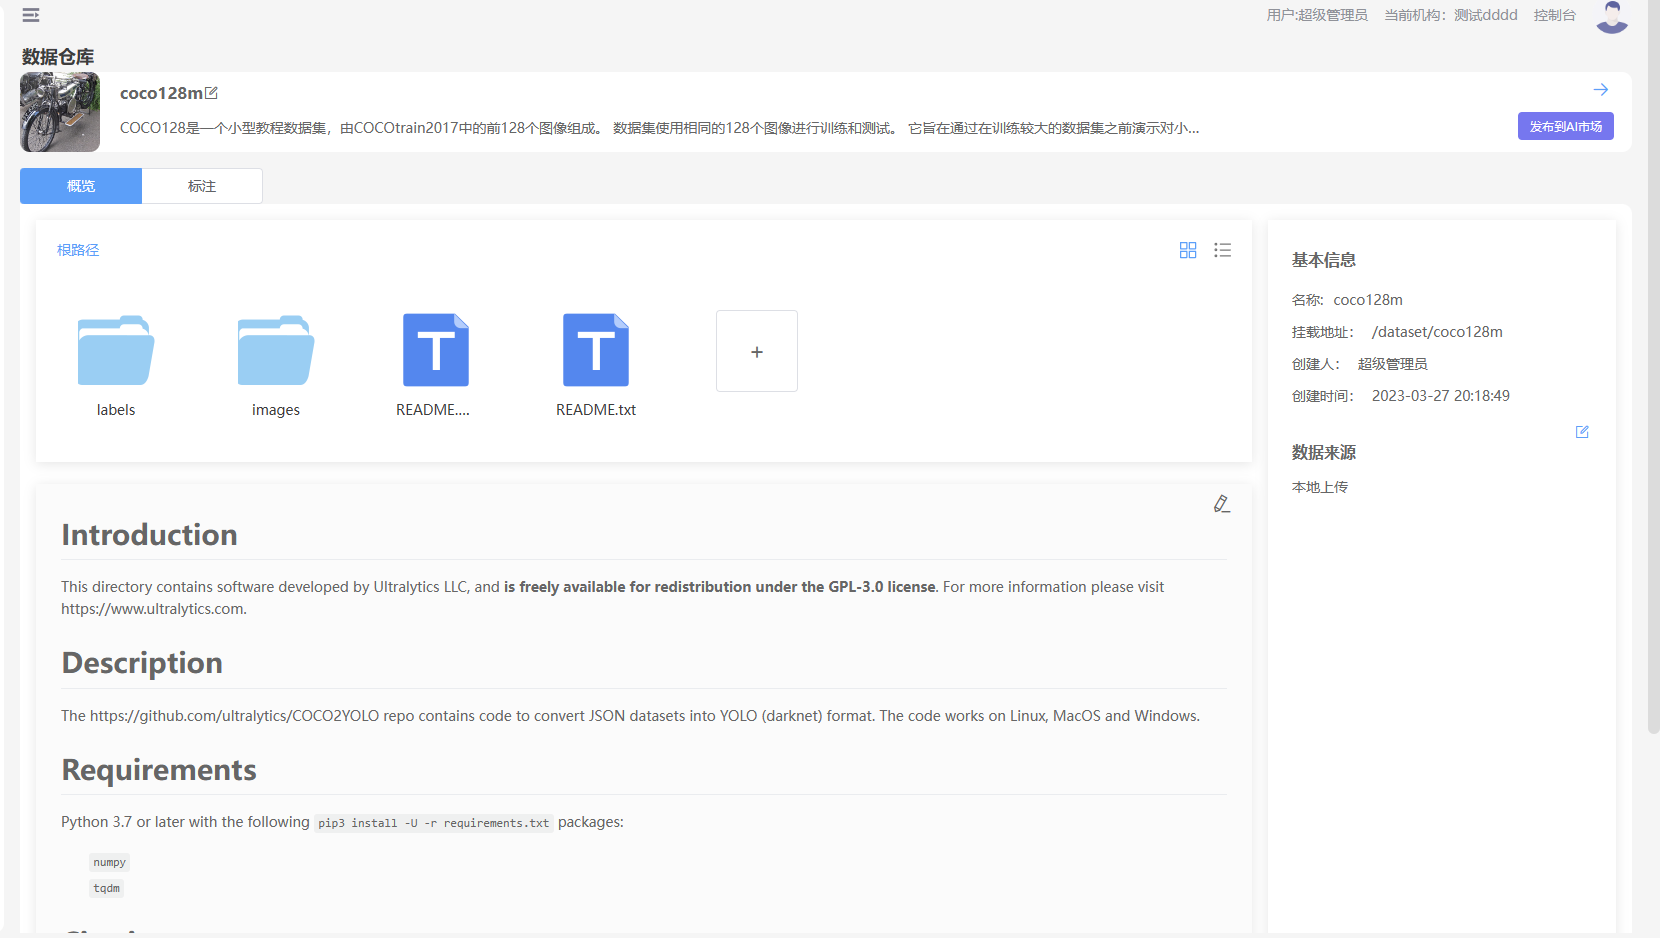 用户:超级管理员 当前机构：测试dddd 控制台
数据仓库
coco128m
COCO128是一个小型教程数据集，由COCOtrain2017中的前128个图像组成。 数据集使用相同的128个图像进行训练和测试。 它旨在通过在训练较大的数据集之前演示对小...
发布到AI市场
概览 标注
根路径
labels images README.... README.txt
基本信息
名称: coco128m
挂载地址: /dataset/coco128m
创建人: 超级管理员
创建时间: 2023-03-27 20:18:49
数据来源
本地上传
Introduction
This directory contains software developed by Ultralytics LLC, and is freely available for redistribution under the GPL-3.0 license. For more information please visit
https://www.ultralytics.com.
Description
The https://github.com/ultralytics/COCO2YOLO repo contains code to convert JSON datasets into YOLO (darknet) format. The code works on Linux, MacOS and Windows.
Requirements
Python 3.7 or later with the following pip3 install -U -r requirements.txt packages:
numpy
tqdm